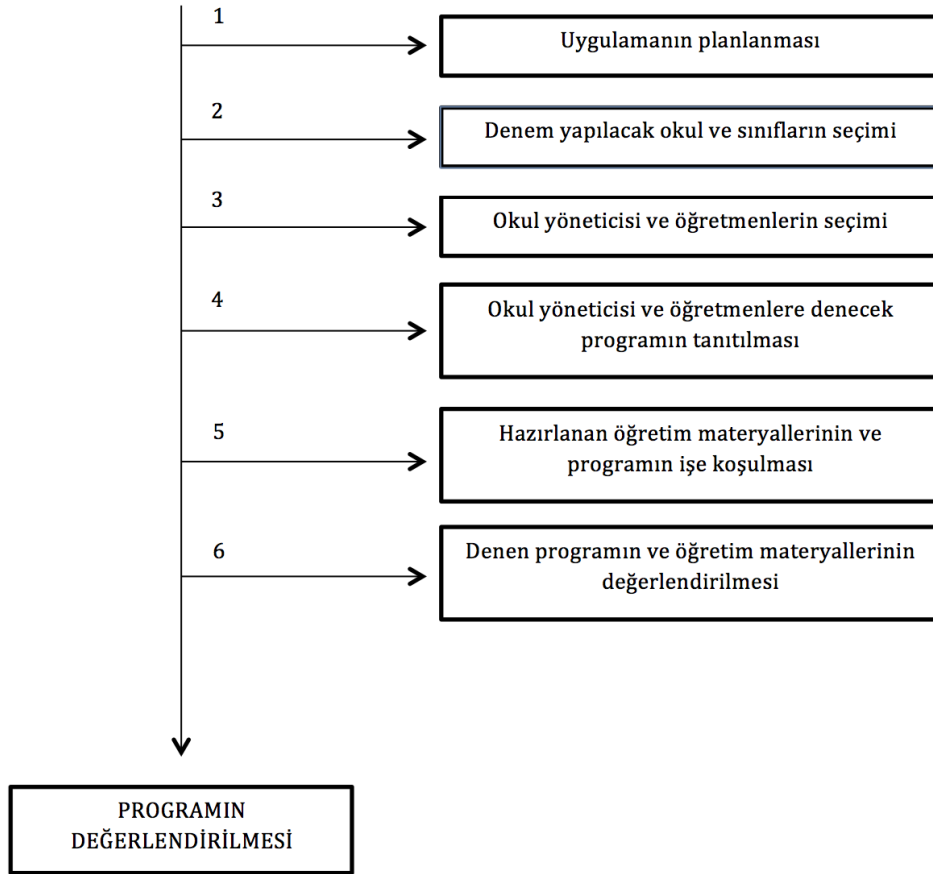 1
Uygulamanın planlanması
2
Denem yapılacak okul ve sınıfların seçimi
3
Okul yöneticisi ve öğretmenlerin seçimi
4
Okul yöneticisi ve öğretmenlere denecek
programın tanıtılması
5
Hazırlanan öğretim materyallerinin ve
programın işe koşulması
6
Denen programın ve öğretim materyallerinin
değerlendirilmesi
PROGRAMIN
DEĞERLENDİRİLMESİ